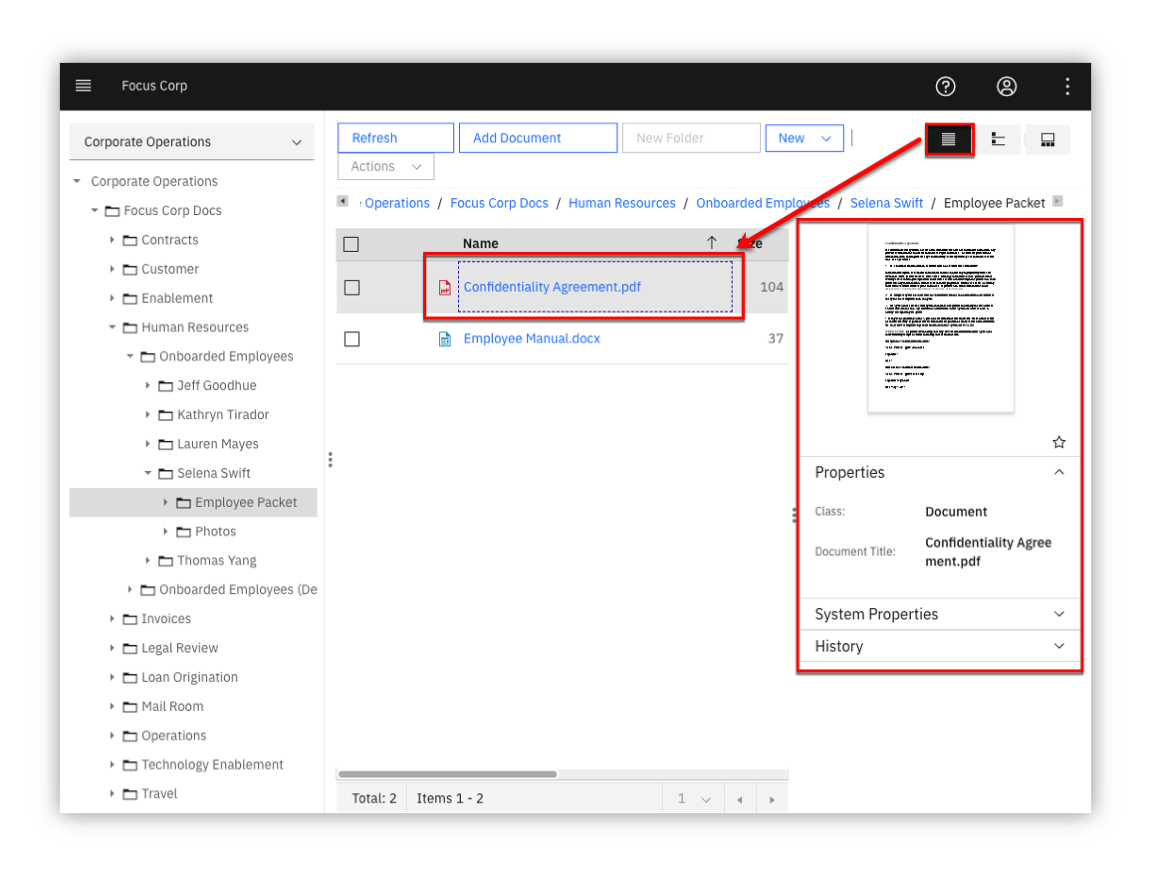 Focus Corp
Corporate Operations
Corporate Operations
Focus Corp Docs
Contracts
Customer
Enablement
Human Resources
Onboarded Employees
Jeff Goodhue
Kathryn Tirador
Lauren Mayes
Selena Swift
Employee Packet
Photos
Thomas Yang
Onboarded Employees (De
Invoices
Legal Review
Loan Origination
Mail Room
Operations
Technology Enablement
Travel
Refresh
Add Document
New Folder
New
Actions
Operations / Focus Corp Docs / Human Resources / Onboarded Employees / Selena Swift / Employee Packet
Name
Size
Confidentiality Agreement.pdf
104
Employee Manual.docx
37
Total: 2
Items 1 - 2
1
Properties
Class:
Document
Document Title:
Confidentiality Agree
ment.pdf
System Properties
History